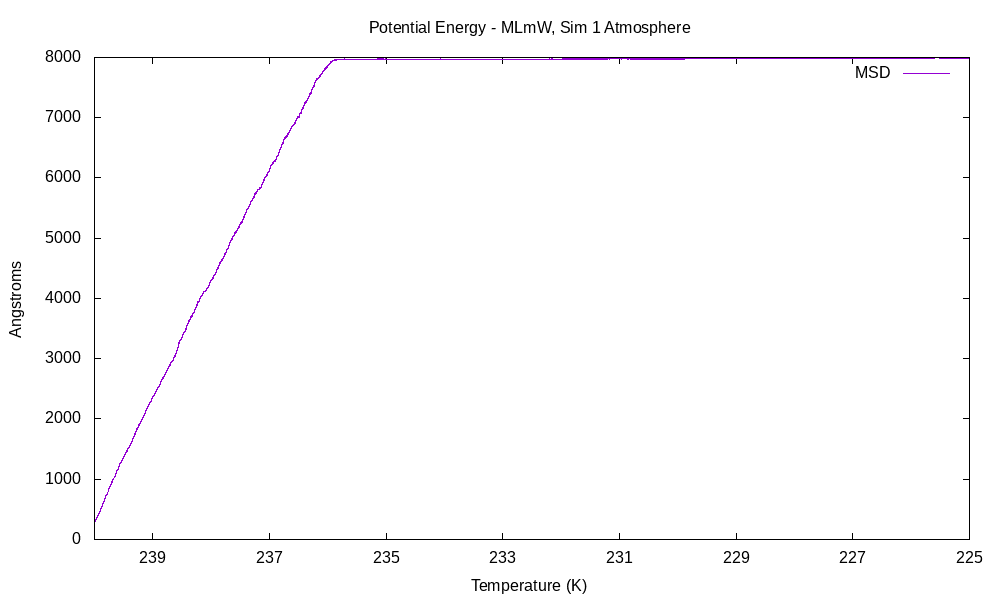 Potential Energy - MLmW, Sim 1 Atmosphere
8000
7000
6000
5000
4000
3000
2000
1000
0
Angstroms
MSD
239 237 235 233 231 229 227 225
Temperature (K)